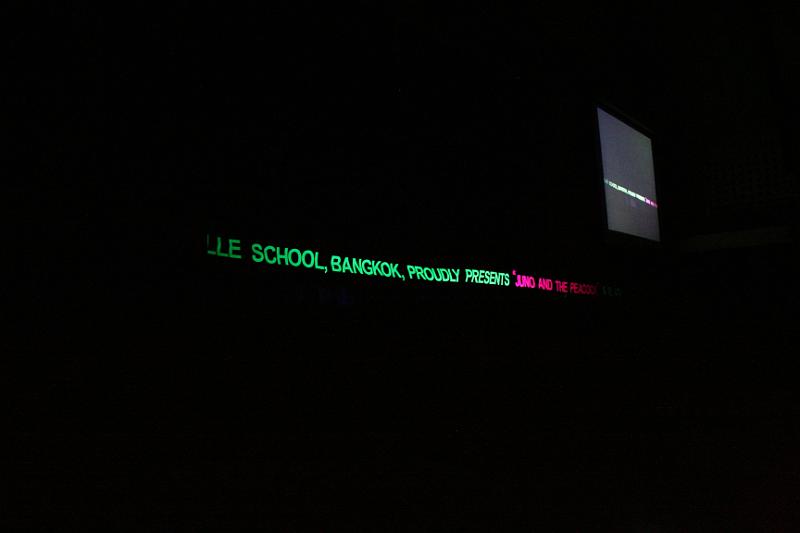 LLE SCHOOL, BANGKOK, PROUDLY PRESENTS "JUNO AND THE PEACOCK"